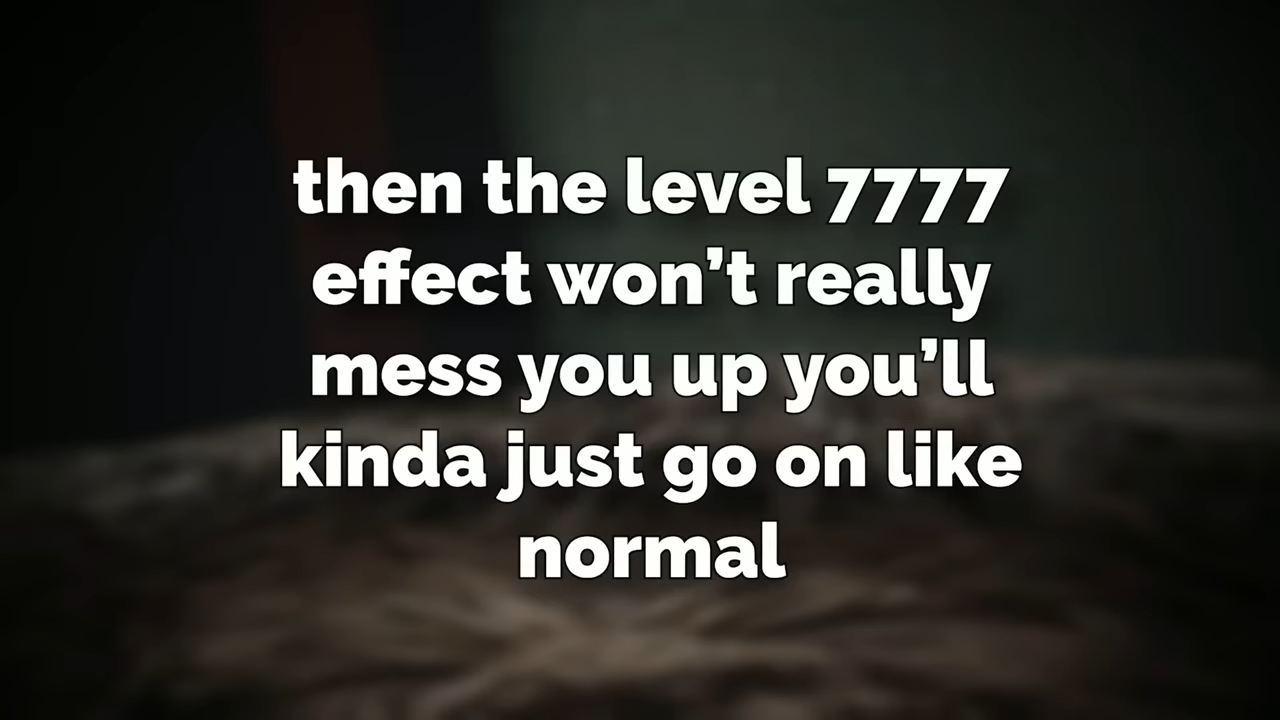 then the level 7777
effect won’t really
mess you up you’ll
kinda just go on like
normal